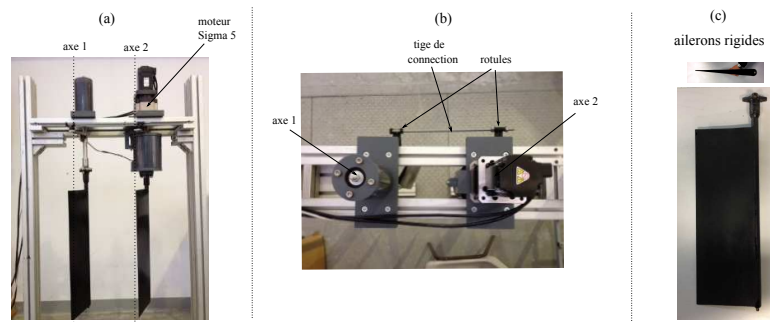 (a)
moteur
Sigma 5
axe 1
axe 2
(b)
tige de
connection
rotules
axe 1
axe 2
(c)
ailerons rigides